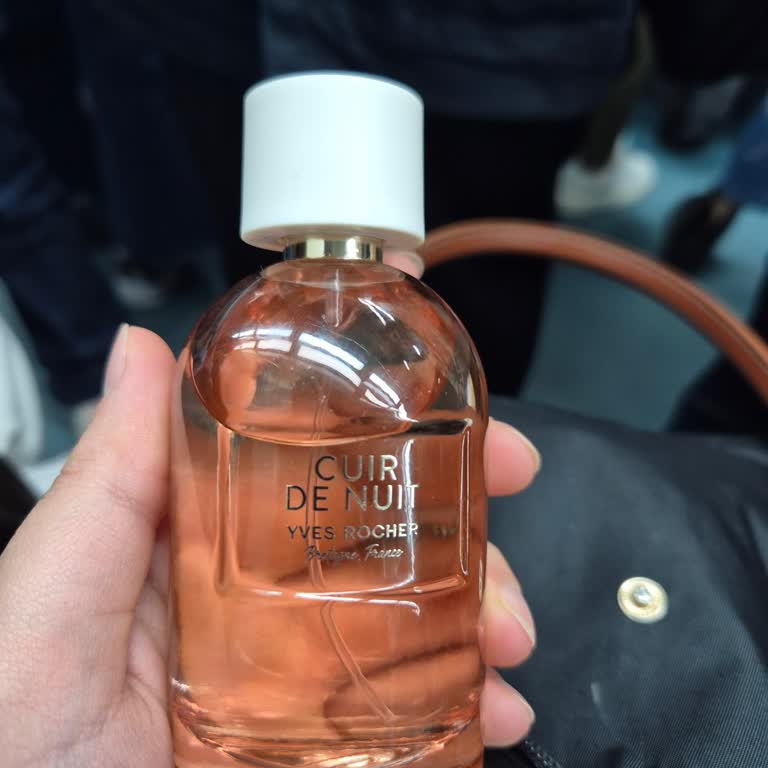 CUIR
DE NUIT
YVES ROCHER
Bretagne, France